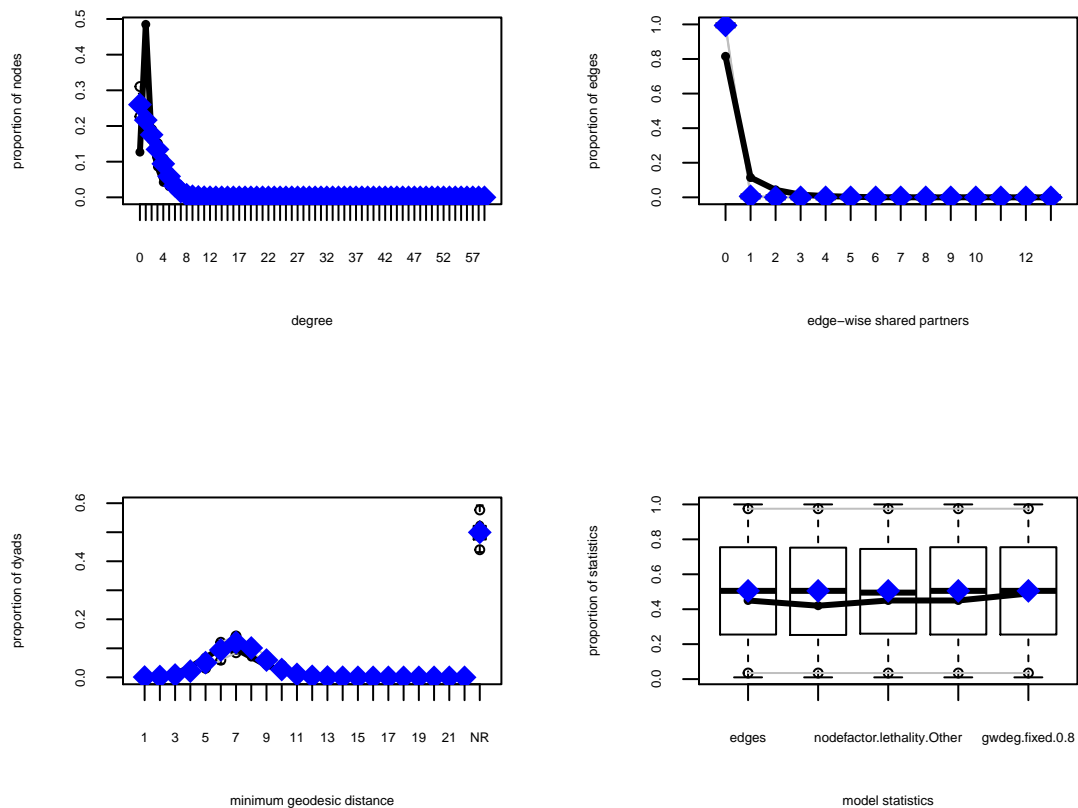 proportion of nodes
0.0 0.1 0.2 0.3 0.4 0.5
0 4 8 12 17 22 27 32 37 42 47 52 57
degree
proportion of edges
0.0 0.2 0.4 0.6 0.8 1.0
0 1 2 3 4 5 6 7 8 9 10 12
edge−wise shared partners
proportion of dyads
0.0 0.2 0.4 0.6
1 3 5 7 9 11 13 15 17 19 21 NR
minimum geodesic distance
proportion of statistics
0.0 0.2 0.4 0.6 0.8 1.0
edges nodefactor.lethality.Other gwdeg.fixed.0.8
model statistics